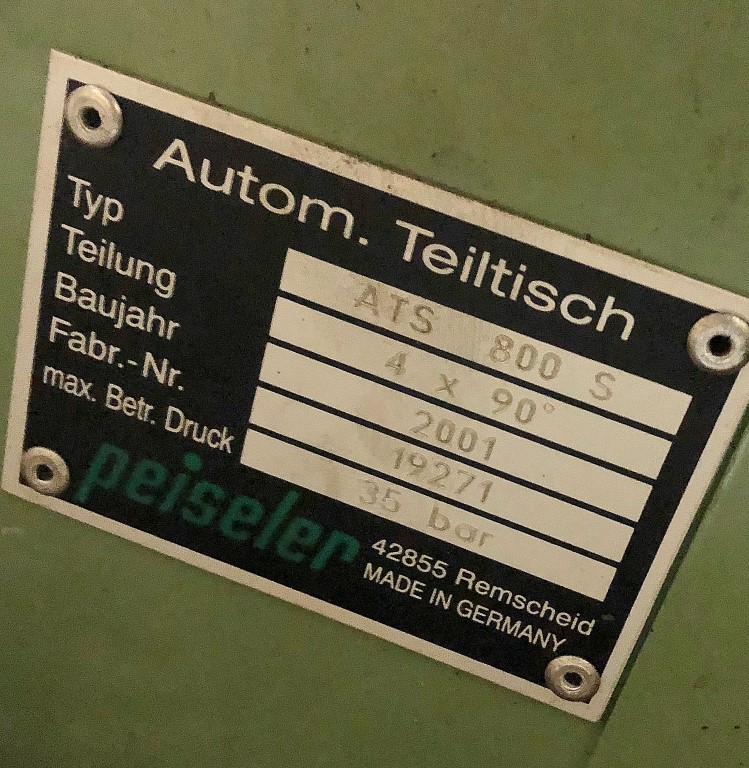 Autom. Teiltisch
Typ ATS 800 S
Teilung 4 x 90°
Baujahr 2001
Fabr.-Nr. 19271
max. Betr. Druck 35 bar
peiseler
42855 Remscheid
MADE IN GERMANY